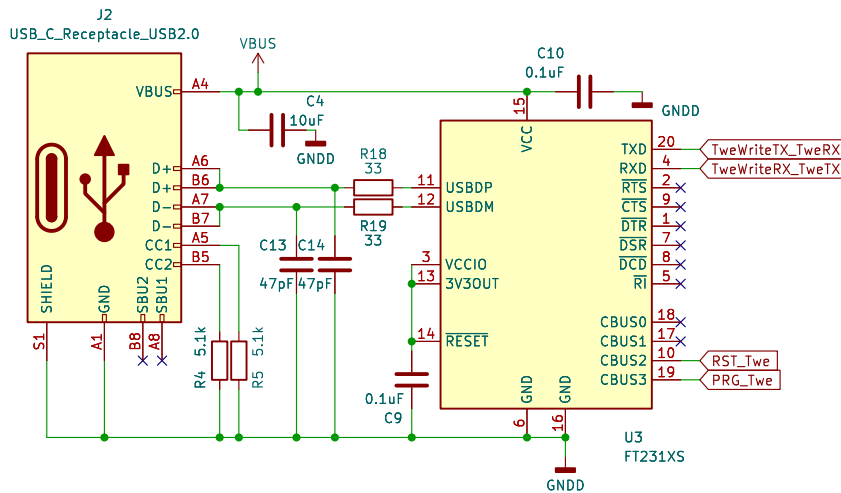 J2
USB_C_Receptacle_USB2.0
VBUS
C10
0.1uF
GNDD
VBUS
A4
C4
10uF
GNDD
15
VCC
D+
A6
D+
B6
D-
A7
D-
B7
CC1
A5
CC2
B5
SHIELD
GND
SBU2
SBU1
S1
A1
B8
A8
R18
33
R19
33
C13
C14
47pF
47pF
5.1k
5.1k
R4
R5
11
USBDP
12
USBDM
3
VCCIO
13
3V3OUT
14
RESET
0.1uF
C9
TXD
20
TweWriteTX_TweRX
RXD
4
TweWriteRX_TweTX
RTS
2
CTS
9
DTR
1
DSR
7
DCD
8
RI
5
CBUS0
18
CBUS1
17
CBUS2
10
RST_Twe
CBUS3
19
PRG_Twe
GND
GND
6
16
U3
FT231XS
GNDD